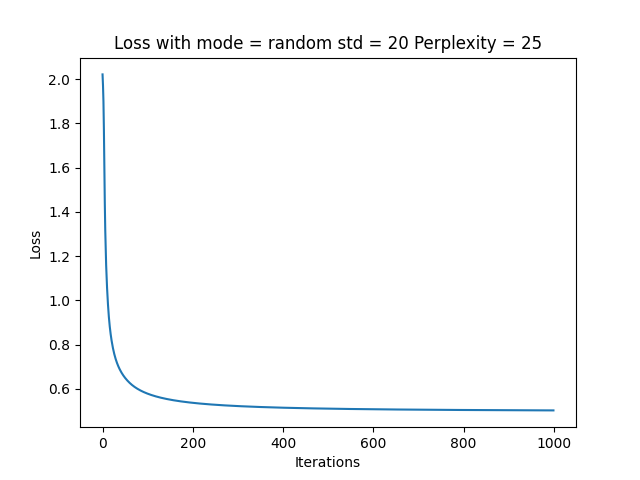 Loss with mode = random std = 20 Perplexity = 25
2.0
1.8
1.6
1.4
1.2
1.0
0.8
0.6
Loss
0 200 400 600 800 1000
Iterations